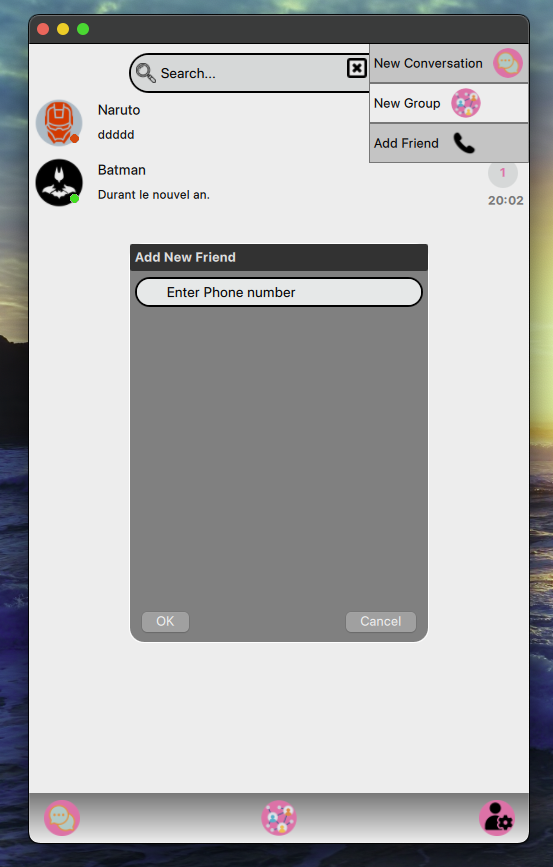 Search...
New Conversation
New Group
Add Friend
Naruto
ddddd
Batman
Durant le nouvel an.
1
20:02
Add New Friend
Enter Phone number
OK
Cancel